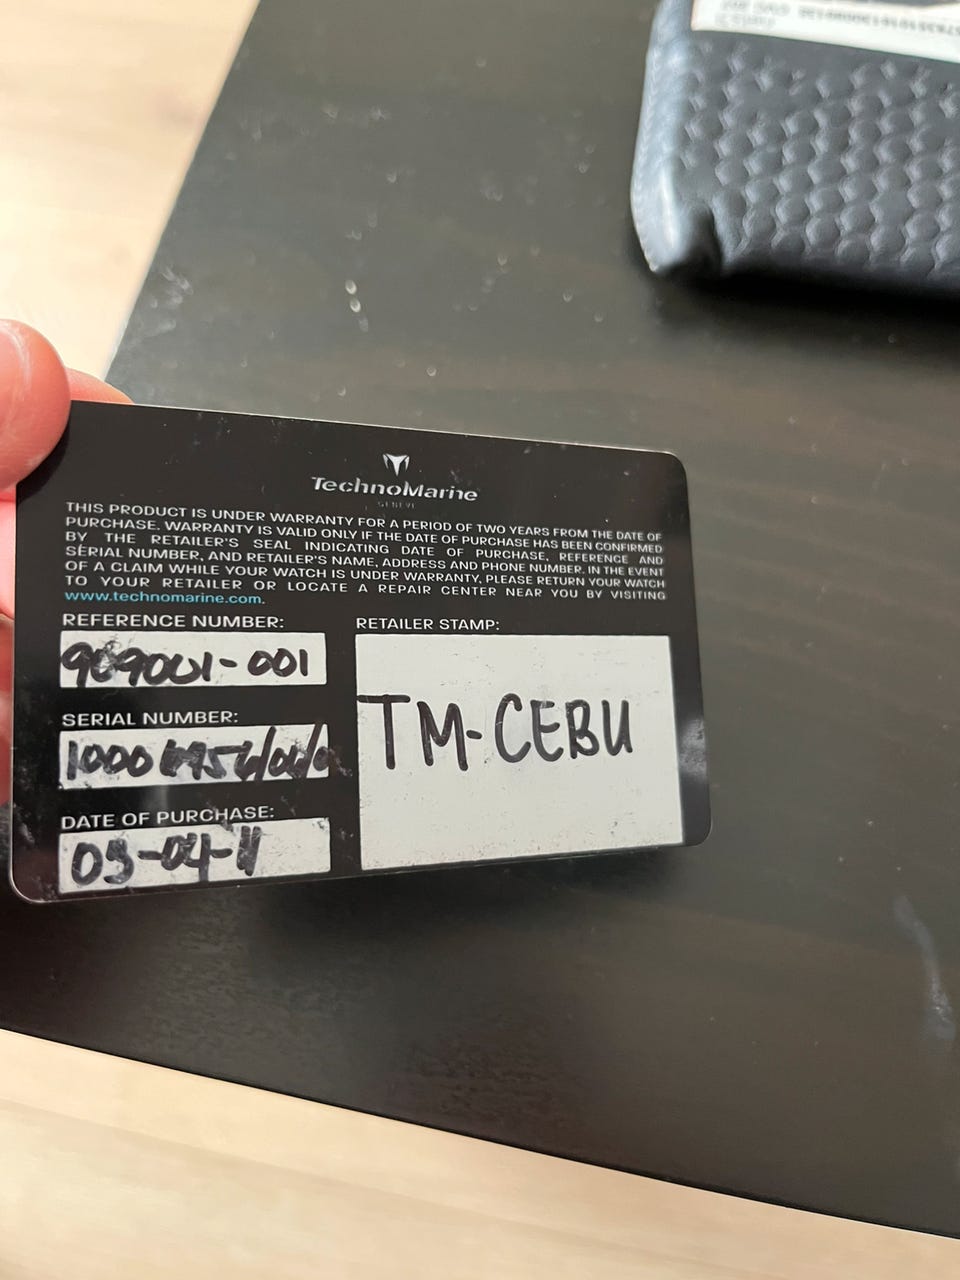 TechnoMarine
GENEVE
THIS PRODUCT IS UNDER WARRANTY FOR A PERIOD OF TWO YEARS FROM THE DATE OF
PURCHASE. WARRANTY IS VALID ONLY IF THE DATE OF PURCHASE HAS BEEN CONFIRMED
BY THE RETAILER'S SEAL INDICATING DATE OF PURCHASE, REFERENCE AND
SERIAL NUMBER, AND RETAILER'S NAME, ADDRESS AND PHONE NUMBER. IN THE EVENT
OF A CLAIM WHILE YOUR WATCH IS UNDER WARRANTY, PLEASE RETURN YOUR WATCH
TO YOUR RETAILER OR LOCATE A REPAIR CENTER NEAR YOU BY VISITING
www.technomarine.com.
REFERENCE NUMBER:
909001-001
SERIAL NUMBER:
DATE OF PURCHASE:
RETAILER STAMP:
TM-CEBU